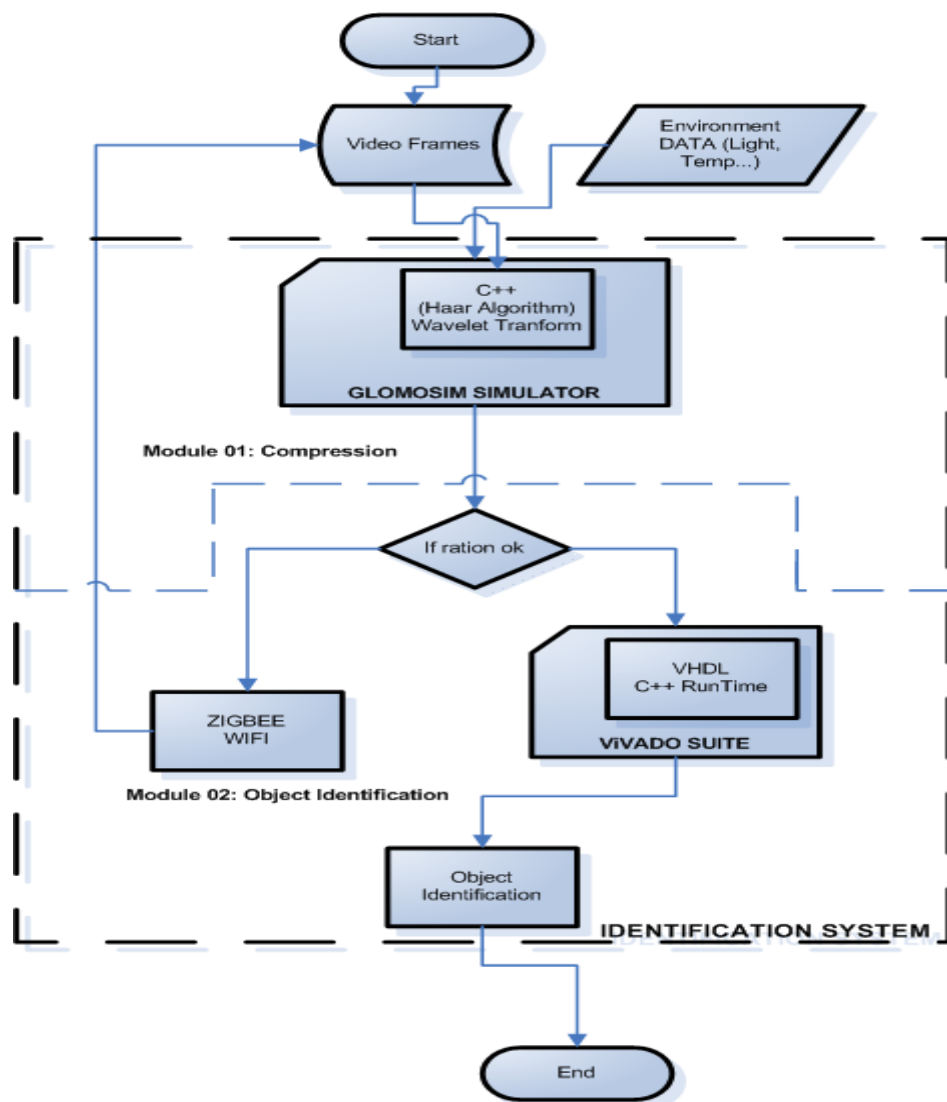 Start
Video Frames
Environment
DATA (Light,
Temp...)
C++
(Haar Algorithm)
Wavelet Tranform
GLOMOSIM SIMULATOR
Module 01: Compression
If ration ok
VHDL
C++ RunTime
ViVADO SUITE
ZIGBEE
WIFI
Module 02: Object Identification
Object
Identification
IDENTIFICATION SYSTEM
End